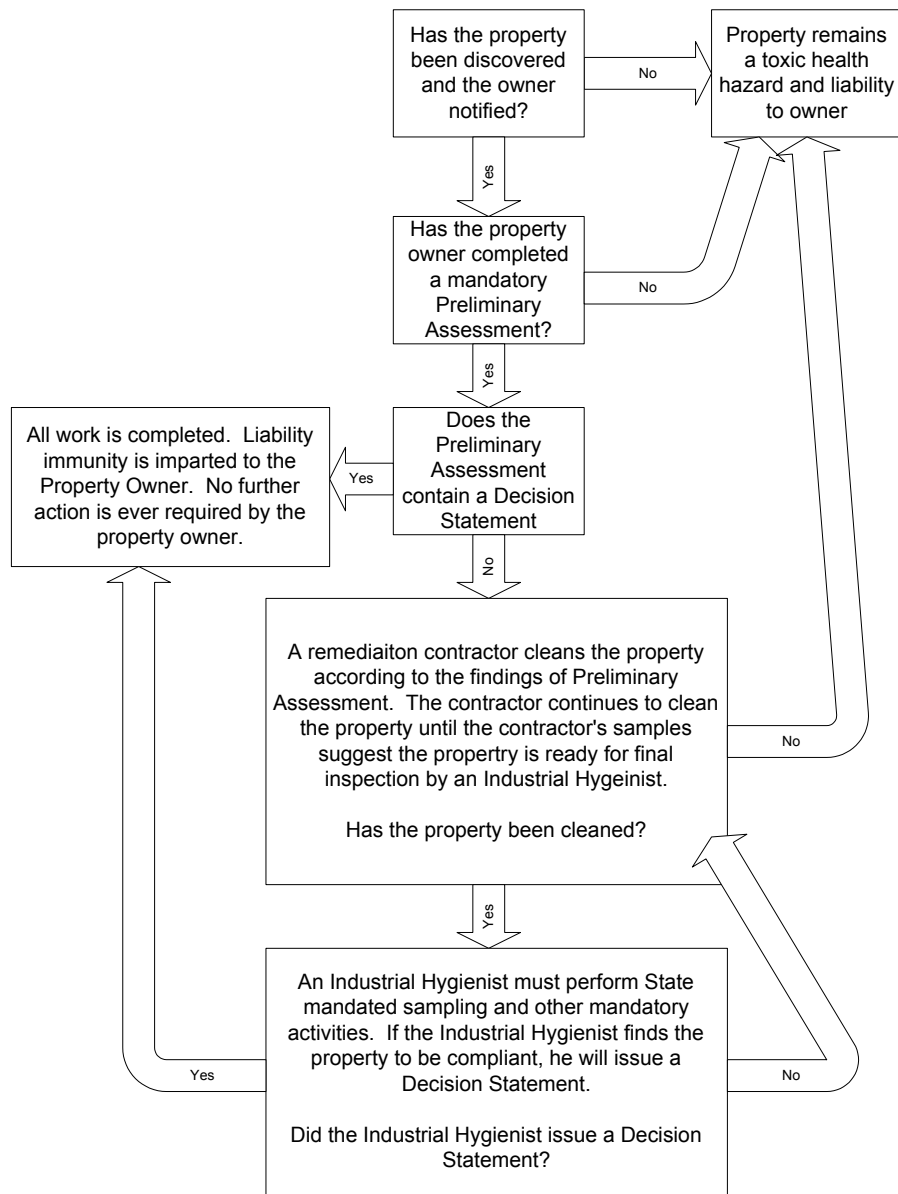 Has the property
been discovered
and the owner
notified?
No
Property remains
a toxic health
hazard and liability
to owner
Yes
Has the property
owner completed
a mandatory
Preliminary
Assessment?
No
Yes
Does the
Preliminary
Assessment
contain a Decision
Statement
Yes
All work is completed.  Liability
immunity is imparted to the
Property Owner.  No further
action is ever required by the
property owner.
No
A remediaiton contractor cleans the property
according to the findings of Preliminary
Assessment.  The contractor continues to clean
the property until the contractor's samples
suggest the propertry is ready for final
inspection by an Industrial Hygeinist.
Has the property been cleaned?
No
Yes
An Industrial Hygienist must perform State
mandated sampling and other mandatory
activities.  If the Industrial Hygienist finds the
property to be compliant, he will issue a
Decision Statement.
Did the Industrial Hygienist issue a Decision
Statement?
Yes
No